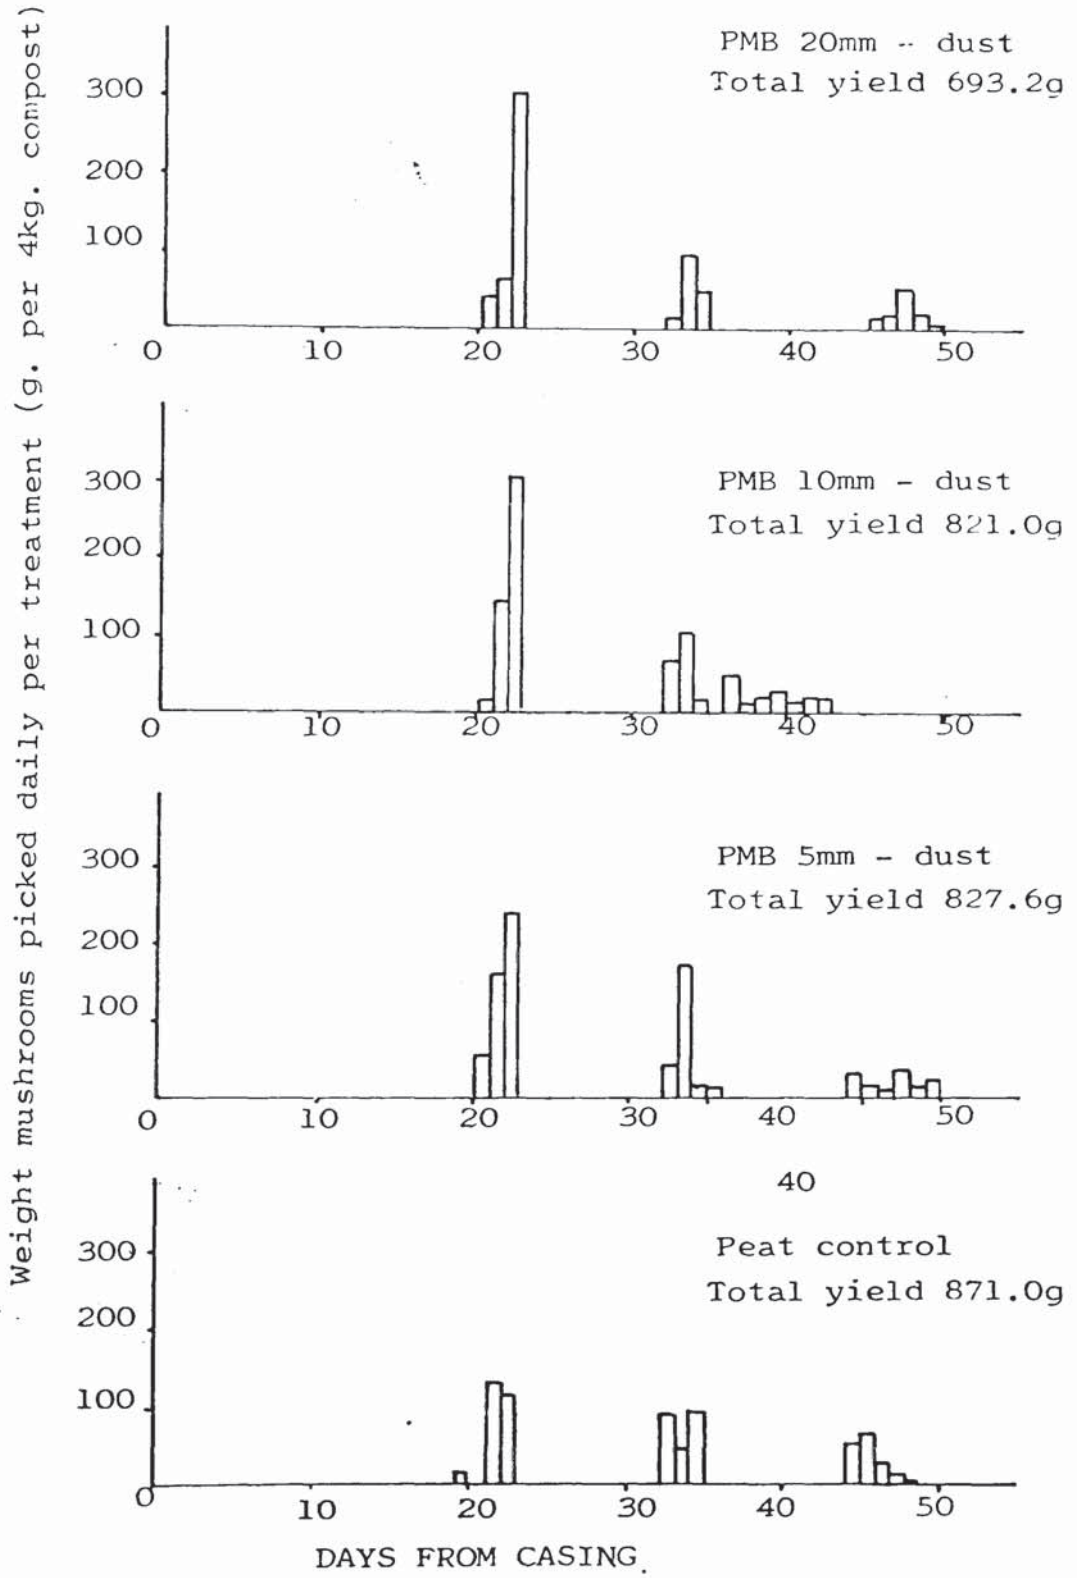 Weight mushrooms picked daily per treatment (g. per 4kg. compost)
PMB 20mm - dust
Total yield 693.2g
300
200
100
0 10 20 30 40 50
PMB 10mm - dust
Total yield 821.0g
300
200
100
0 10 20 30 40 50
PMB 5mm - dust
Total yield 827.6g
300
200
100
0 10 20 30 40 50
40
Peat control
Total yield 871.0g
300
200
100
0 10 20 30 40 50
DAYS FROM CASING.